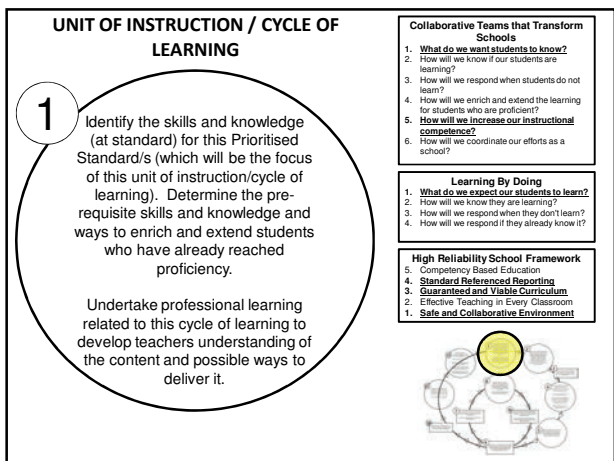 UNIT OF INSTRUCTION / CYCLE OF
LEARNING
1
Identify the skills and knowledge
(at standard) for this Prioritised
Standard/s (which will be the focus
of this unit of instruction/cycle of
learning). Determine the pre-
requisite skills and knowledge and
ways to enrich and extend students
who have already reached
proficiency.
Undertake professional learning
related to this cycle of learning to
develop teachers understanding of
the content and possible ways to
deliver it.
Collaborative Teams that Transform
Schools
1. What do we want students to know?
2. How will we know if our students are
learning?
3. How will we respond when students do not
learn?
4. How will we enrich and extend the learning
for students who are proficient?
5. How will we increase our instructional
competence?
6. How will we coordinate our efforts as a
school?
Learning By Doing
1. What do we expect our students to learn?
2. How will we know they are learning?
3. How will we respond when they don't learn?
4. How will we respond if they already know it?
High Reliability School Framework
5. Competency Based Education
4. Standard Referenced Reporting
3. Guaranteed and Viable Curriculum
2. Effective Teaching in Every Classroom
1. Safe and Collaborative Environment